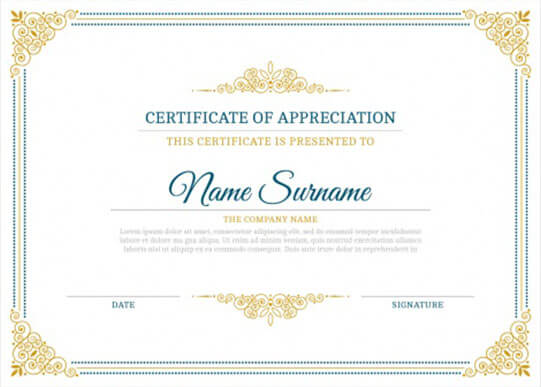 CERTIFICATE OF APPRECIATION
THIS CERTIFICATE IS PRESENTED TO
Name Surname
THE COMPANY NAME
Lorem ipsum dolor sit amet, consectetur adipiscing elit, sed do
eiusmod tempor incididunt ut labore et dolore magna aliqua. Ut
enim ad minim veniam, quis nostrud exercitation ullamco laboris nisi ut aliquip ex
ea commodo consequat. Duis aute irure dolor in reprehenderit in
DATE
SIGNATURE